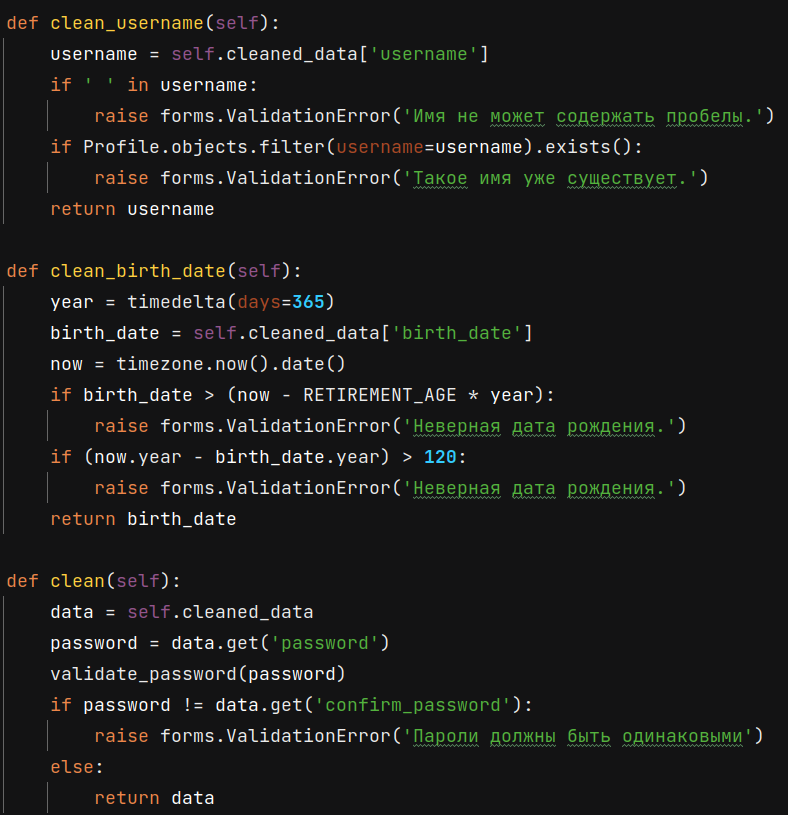 def clean_username(self):
    username = self.cleaned_data['username']
    if ' ' in username:
        raise forms.ValidationError('Имя не может содержать пробелы.')
    if Profile.objects.filter(username=username).exists():
        raise forms.ValidationError('Такое имя уже существует.')
    return username

def clean_birth_date(self):
    year = timedelta(days=365)
    birth_date = self.cleaned_data['birth_date']
    now = timezone.now().date()
    if birth_date > (now - RETIREMENT_AGE * year):
        raise forms.ValidationError('Неверная дата рождения.')
    if (now.year - birth_date.year) > 120:
        raise forms.ValidationError('Неверная дата рождения.')
    return birth_date

def clean(self):
    data = self.cleaned_data
    password = data.get('password')
    validate_password(password)
    if password != data.get('confirm_password'):
        raise forms.ValidationError('Пароли должны быть одинаковыми')
    else:
        return data